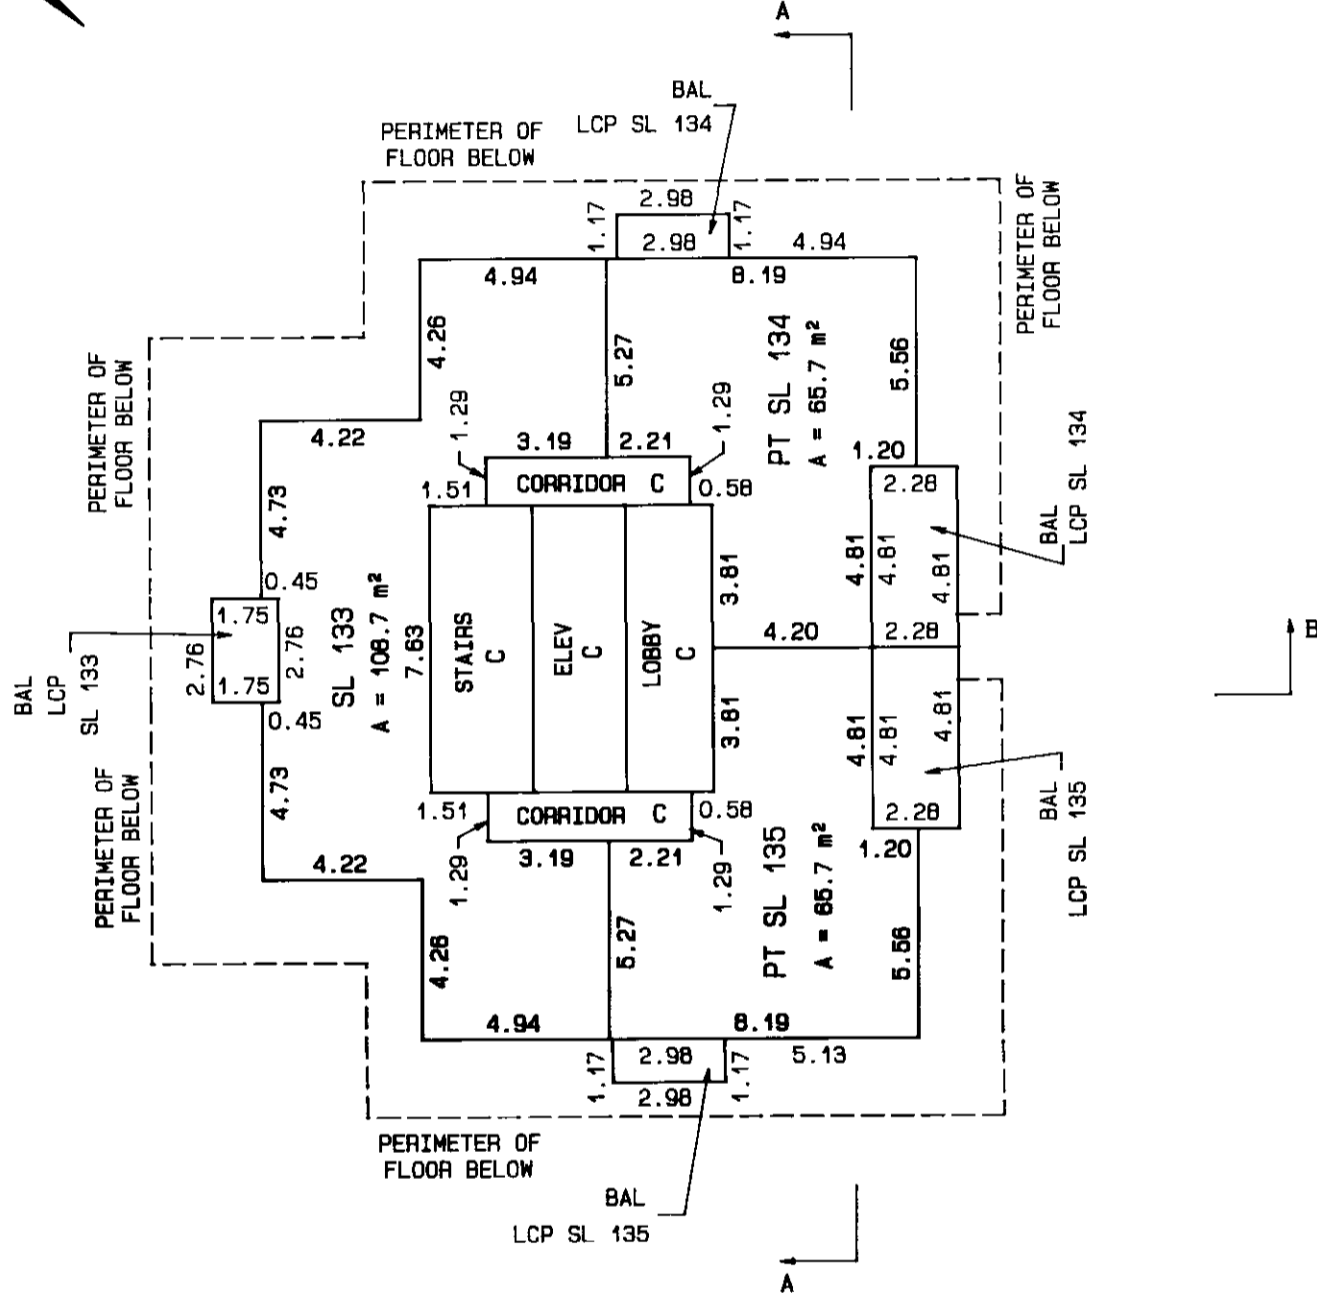 A
BAL
LCP SL 134
PERIMETER OF
FLOOR BELOW
PERIMETER OF
FLOOR BELOW
2.98
1.17
2.98
1.17
4.94
4.94
8.19
4.26
5.27
PT SL 134
A = 65.7 m²
5.56
PERIMETER OF
FLOOR BELOW
4.22
1.29
3.19
2.21
1.29
1.20
CORRIDOR C
1.51
0.58
2.28
BAL
LCP SL 134
4.73
0.45
1.75
2.76
2.76
1.75
0.45
BAL
LCP
SL 133
SL 133
A = 108.7 m²
7.63
STAIRS
C
ELEV
C
LOBBY
C
3.81
4.20
3.81
4.81
4.81
4.81
2.28
B
4.81
4.81
4.81
2.28
BAL
LCP SL 135
PERIMETER OF
FLOOR BELOW
4.73
1.51
CORRIDOR C
0.58
1.20
4.22
1.29
3.19
2.21
1.29
PT SL 135
A = 65.7 m²
4.26
5.27
5.56
4.94
8.19
1.17
2.98
1.17
5.13
2.98
PERIMETER OF
FLOOR BELOW
BAL
LCP SL 135
A